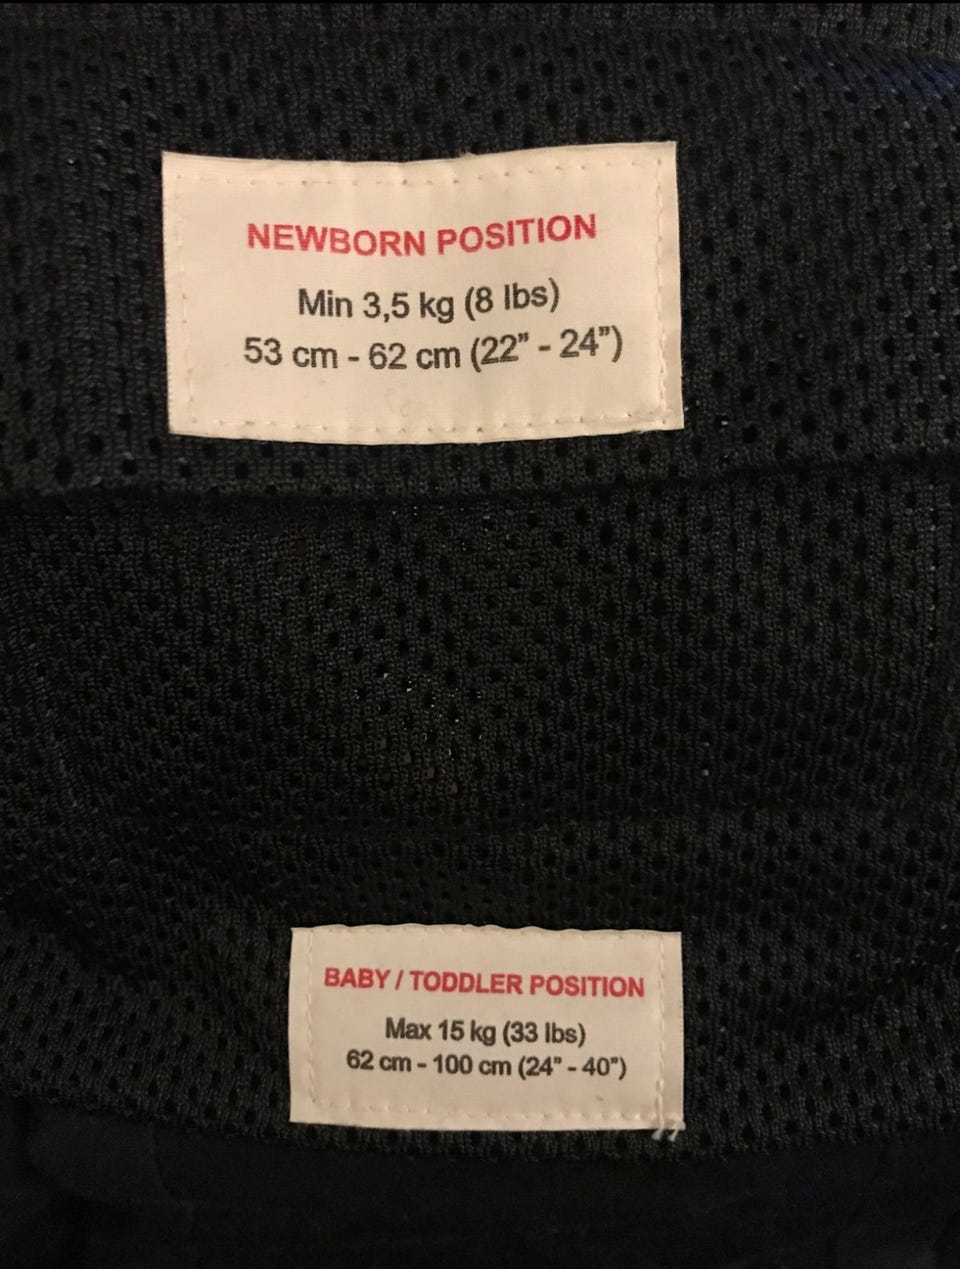 NEWBORN POSITION
Min 3,5 kg (8 lbs)
53 cm - 62 cm (22" - 24")
BABY / TODDLER POSITION
Max 15 kg (33 lbs)
62 cm - 100 cm (24" - 40")